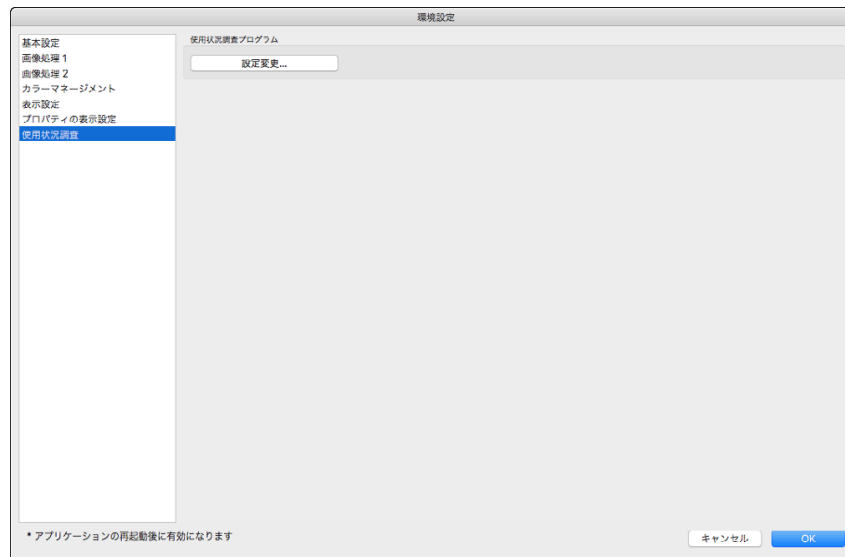 環境設定
基本設定
画像処理 1
画像処理 2
カラーマネージメント
表示設定
プロパティの表示設定
使用状況調査
使用状況調査プログラム
設定変更...
* アプリケーションの再起動後に有効になります
キャンセル
OK